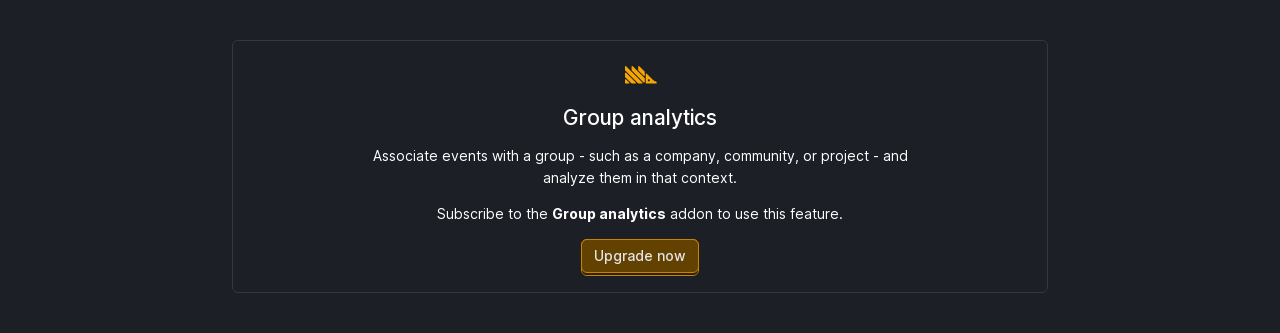 Group analytics
Associate events with a group - such as a company, community, or project - and
analyze them in that context.
Subscribe to the Group analytics addon to use this feature.
Upgrade now